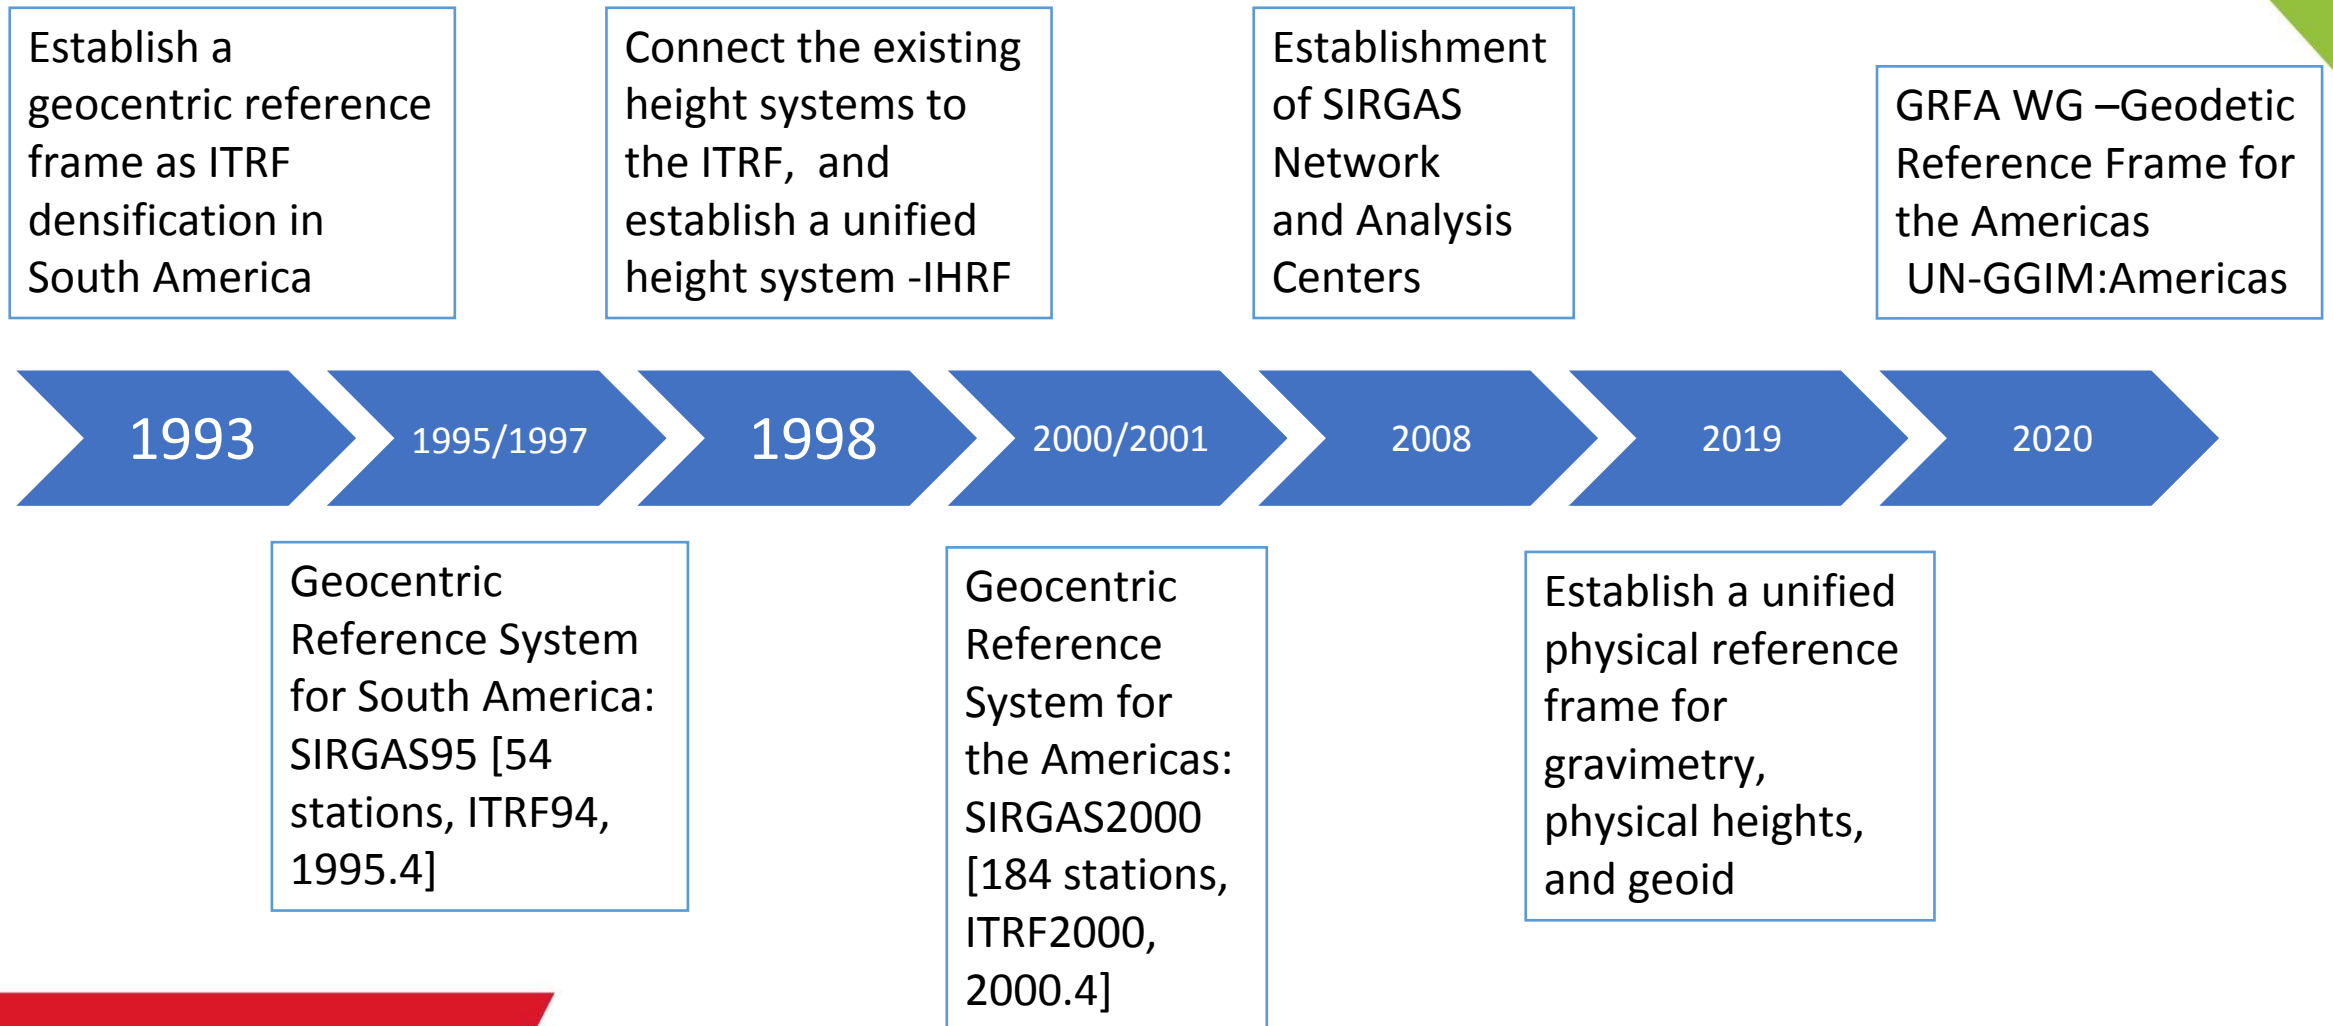 Establish a
geocentric reference
frame as ITRF
densification in
South America
Connect the existing
height systems to
the ITRF,  and
establish a unified
height system -IHRF
Establishment
of SIRGAS
Network
and Analysis
Centers
GRFA WG –Geodetic
Reference Frame for
the Americas
UN-GGIM:Americas
1993
1995/1997
1998
2000/2001
2008
2019
2020
Geocentric
Reference System
for South America:
SIRGAS95 [54
stations, ITRF94,
1995.4]
Geocentric
Reference
System for
the Americas:
SIRGAS2000
[184 stations,
ITRF2000,
2000.4]
Establish a unified
physical reference
frame for
gravimetry,
physical heights,
and geoid